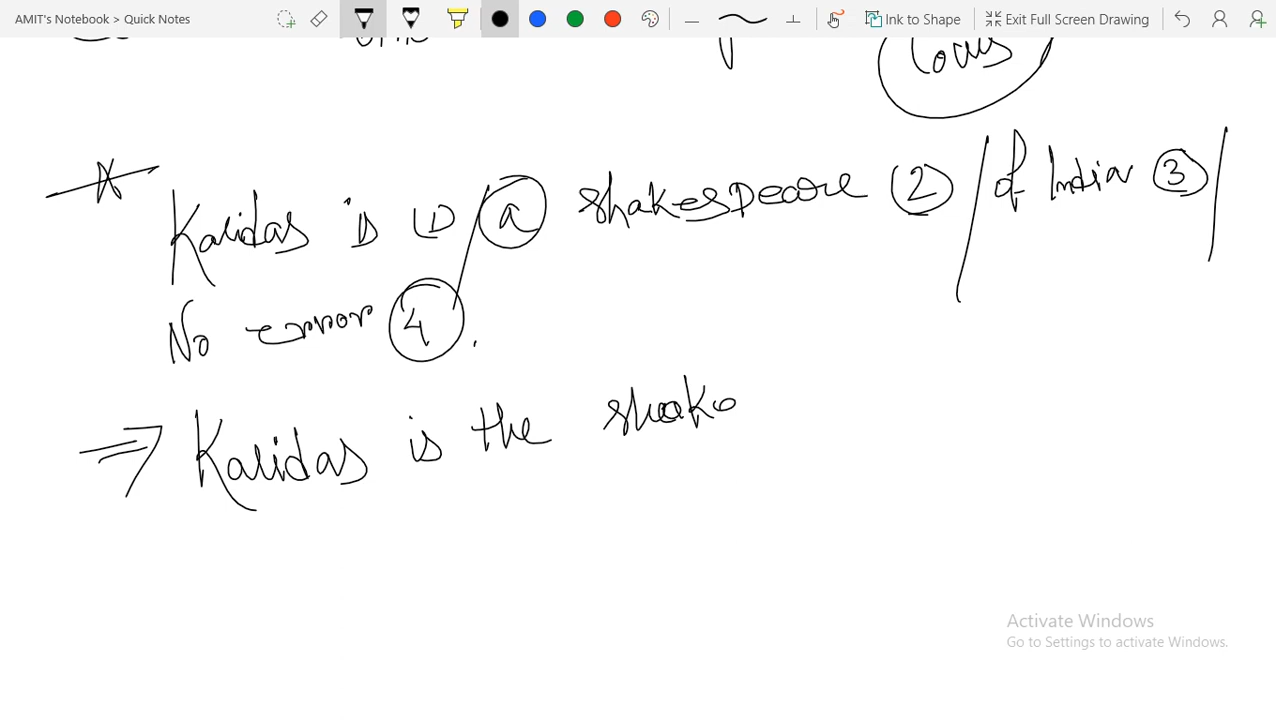 AMIT's Notebook > Quick Notes
Ink to Shape
Exit Full Screen Drawing
Kalidas is (1) / a shakespeare (2) / of India (3) /
No error (4).
⇒ Kalidas is the shake
Activate Windows
Go to Settings to activate Windows.